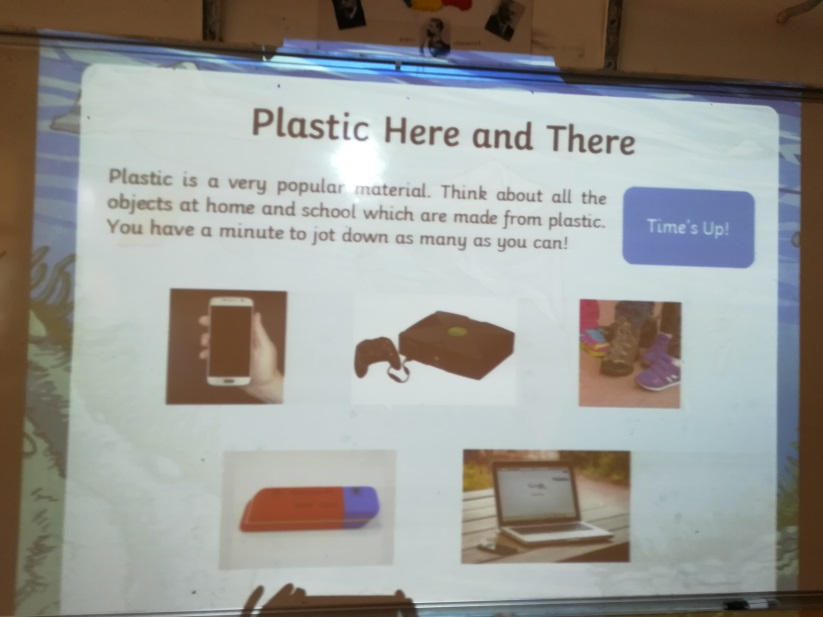 Plastic Here and There
Plastic is a very popular material. Think about all the
objects at home and school which are made from plastic.
You have a minute to jot down as many as you can!
Time's Up!